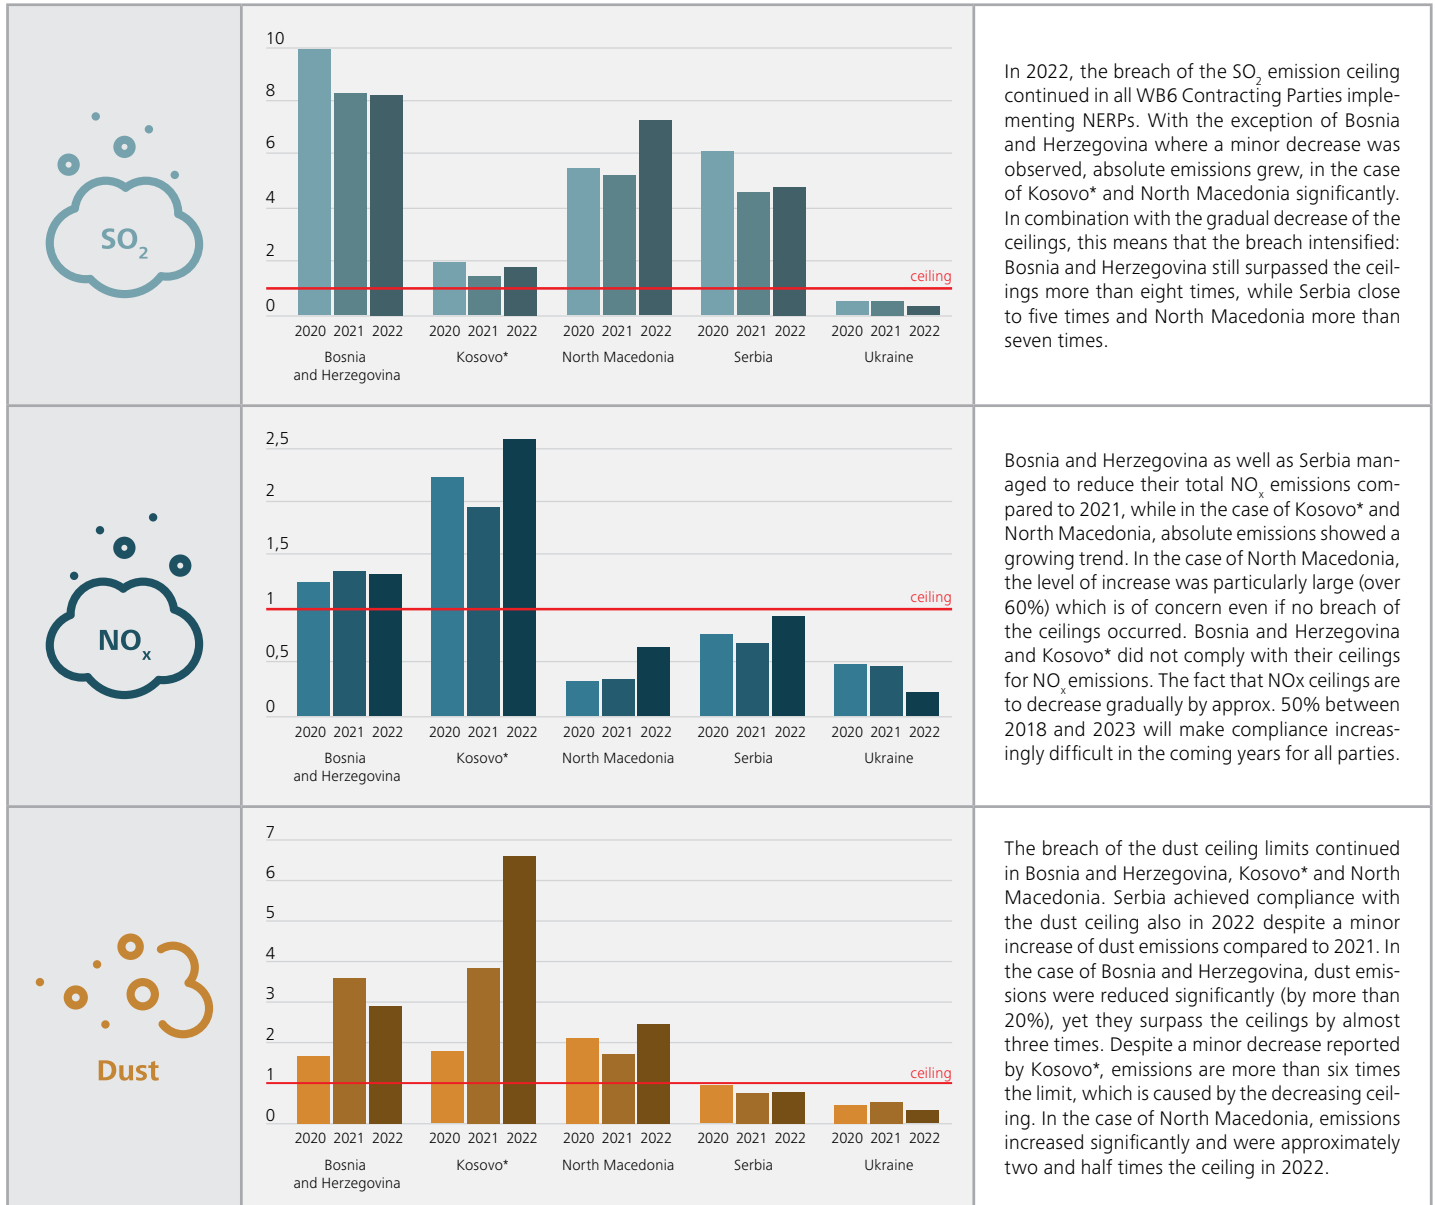 SO2
10
8
6
4
2
0
ceiling
2020 2021 2022 2020 2021 2022 2020 2021 2022 2020 2021 2022 2020 2021 2022
Bosnia
and Herzegovina
Kosovo*
North Macedonia
Serbia
Ukraine
In 2022, the breach of the SO2 emission ceiling
continued in all WB6 Contracting Parties imple-
menting NERPs. With the exception of Bosnia
and Herzegovina where a minor decrease was
observed, absolute emissions grew, in the case
of Kosovo* and North Macedonia significantly.
In combination with the gradual decrease of the
ceilings, this means that the breach intensified:
Bosnia and Herzegovina still surpassed the ceil-
ings more than eight times, while Serbia close
to five times and North Macedonia more than
seven times.
NOx
2,5
2
1,5
1
0,5
0
ceiling
2020 2021 2022 2020 2021 2022 2020 2021 2022 2020 2021 2022 2020 2021 2022
Bosnia
and Herzegovina
Kosovo*
North Macedonia
Serbia
Ukraine
Bosnia and Herzegovina as well as Serbia man-
aged to reduce their total NOx emissions com-
pared to 2021, while in the case of Kosovo* and
North Macedonia, absolute emissions showed a
growing trend. In the case of North Macedonia,
the level of increase was particularly large (over
60%) which is of concern even if no breach of
the ceilings occurred. Bosnia and Herzegovina
and Kosovo* did not comply with their ceilings
for NOx emissions. The fact that NOx ceilings are
to decrease gradually by approx. 50% between
2018 and 2023 will make compliance increas-
ingly difficult in the coming years for all parties.
Dust
7
6
5
4
3
2
1
0
ceiling
2020 2021 2022 2020 2021 2022 2020 2021 2022 2020 2021 2022 2020 2021 2022
Bosnia
and Herzegovina
Kosovo*
North Macedonia
Serbia
Ukraine
The breach of the dust ceiling limits continued
in Bosnia and Herzegovina, Kosovo* and North
Macedonia. Serbia achieved compliance with
the dust ceiling also in 2022 despite a minor
increase of dust emissions compared to 2021. In
the case of Bosnia and Herzegovina, dust emis-
sions were reduced significantly (by more than
20%), yet they surpass the ceilings by almost
three times. Despite a minor decrease reported
by Kosovo*, emissions are more than six times
the limit, which is caused by the decreasing ceil-
ing. In the case of North Macedonia, emissions
increased significantly and were approximately
two and half times the ceiling in 2022.